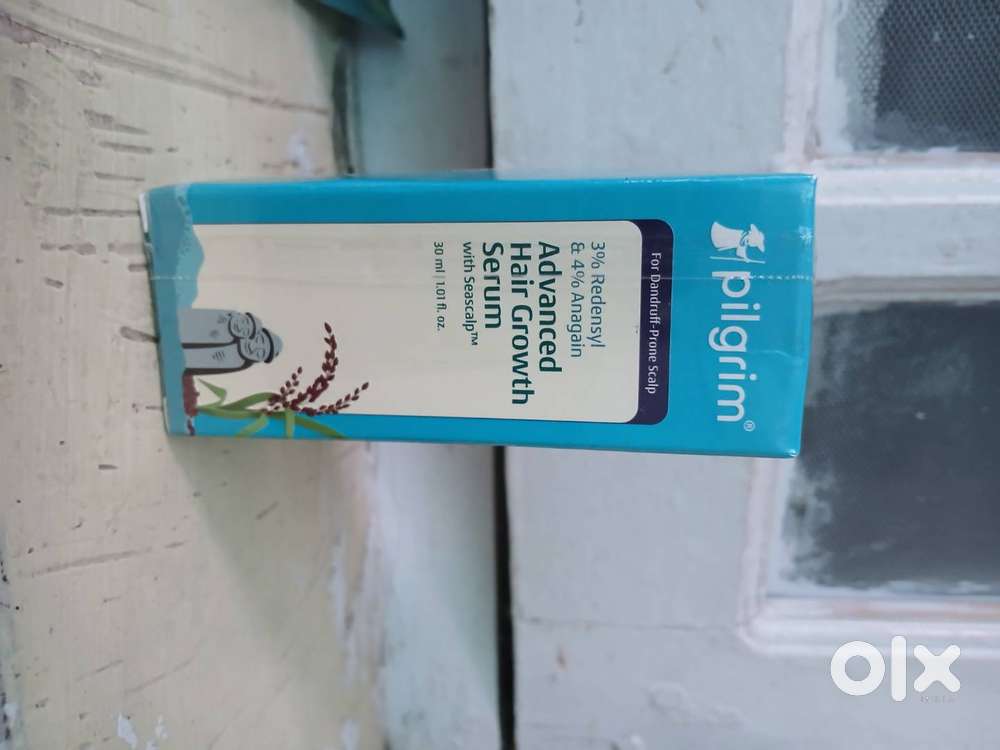 pilgrim®
For Dandruff-Prone Scalp
3% Redensyl
& 4% Anagain
Advanced
Hair Growth
Serum
with Seascalp™
30 ml | 1.01 fl. oz.
olx